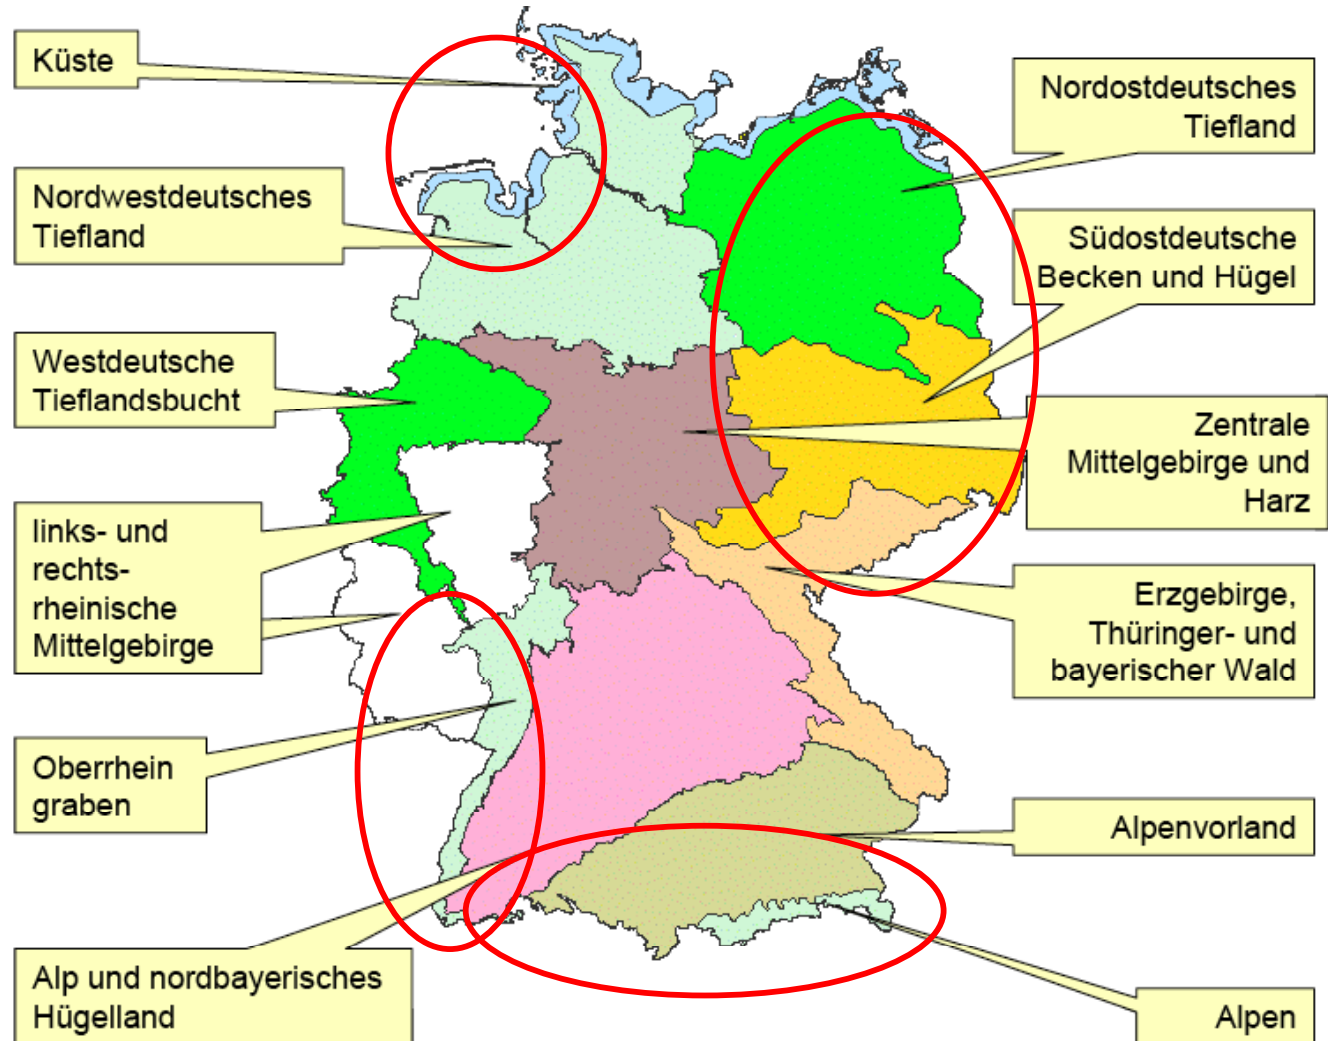 Küste
Nordwestdeutsches
Tiefland
Westdeutsche
Tieflandsbucht
links- und
rechts-
rheinische
Mittelgebirge
Oberrhein
graben
Alp und nordbayerisches
Hügelland
Nordostdeutsches
Tiefland
Südostdeutsche
Becken und Hügel
Zentrale
Mittelgebirge und
Harz
Erzgebirge,
Thüringer- und
bayerischer Wald
Alpenvorland
Alpen